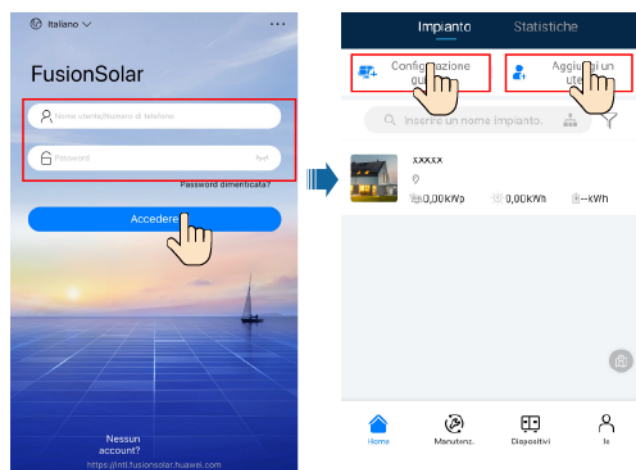 Italiano
FusionSolar
Nome utente/Numero di telefono
Password
Password dimenticata?
Accedere
Nessun
account?
https://intl.fusionsolar.huawei.com
Impianto
Statistiche
Configurazione
Aggiungi un
Inserire un nome impianto.
xxxxx
0,00kWp
0,00kWh
--kWh
Home
Manutenz.
Dispositivi
Io